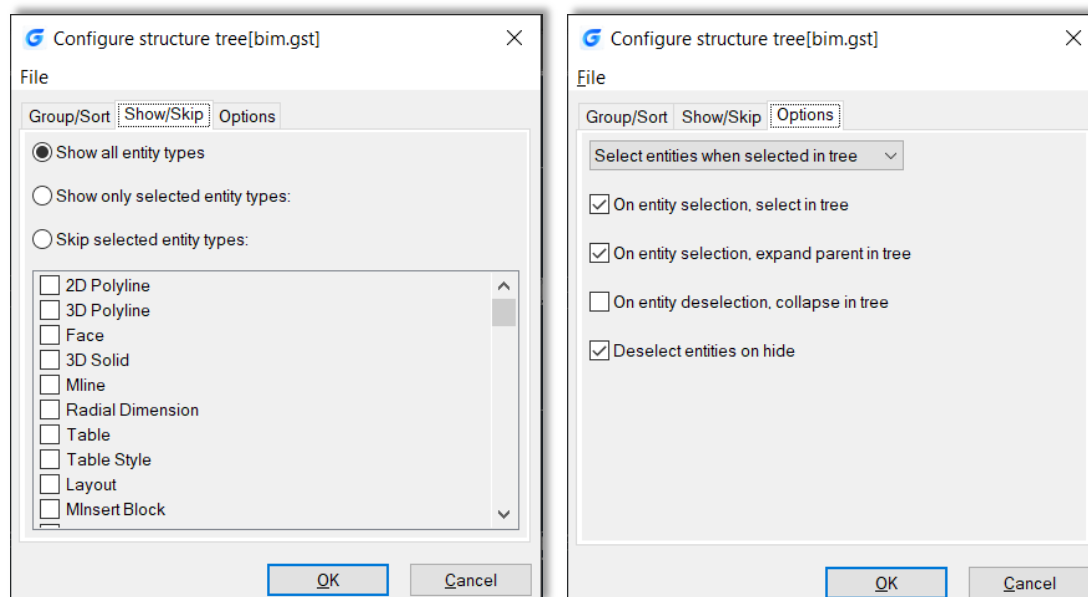 Configure structure tree[bim.gst]
File
Group/Sort Show/Skip Options
Show all entity types
Show only selected entity types:
Skip selected entity types:
2D Polyline
3D Polyline
Face
3D Solid
Mline
Radial Dimension
Table
Table Style
Layout
MInsert Block
OK Cancel
Configure structure tree[bim.gst]
File
Group/Sort Show/Skip Options
Select entities when selected in tree
On entity selection, select in tree
On entity selection, expand parent in tree
On entity deselection, collapse in tree
Deselect entities on hide
OK Cancel